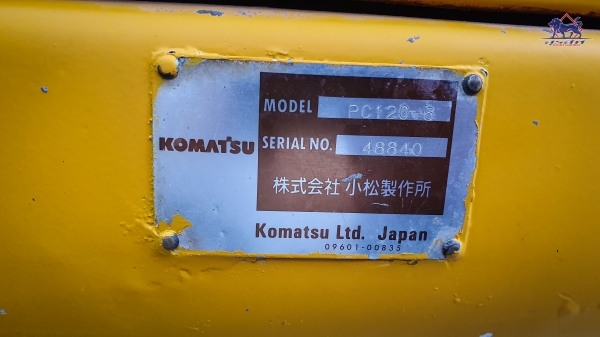 MODEL PC120-6
KOMATSU SERIAL NO. 48840
株式会社 小松製作所
Komatsu Ltd. Japan
09601-00835